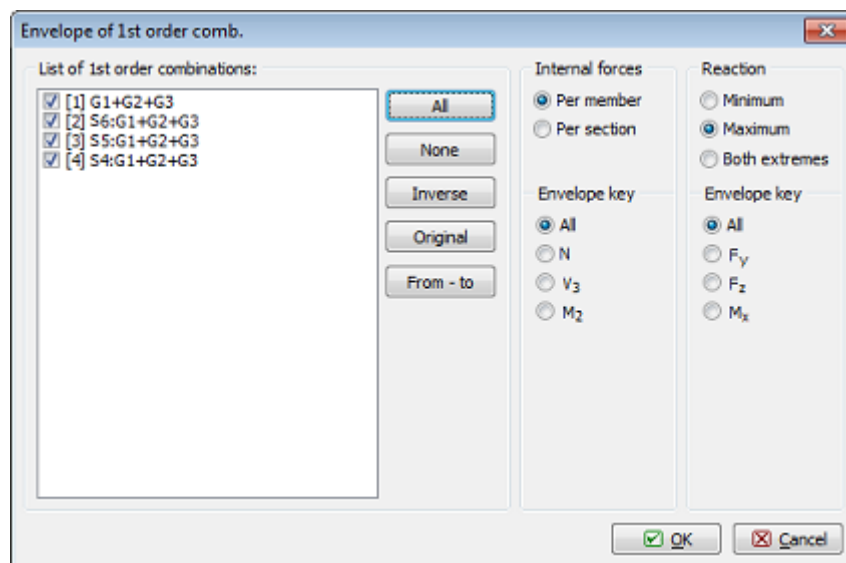 Envelope of 1st order comb.
List of 1st order combinations:
[1] G1+G2+G3
[2] S6:G1+G2+G3
[3] S5:G1+G2+G3
[4] S4:G1+G2+G3
All
None
Inverse
Original
From - to
Internal forces
Per member
Per section
Envelope key
All
N
V3
M2
Reaction
Minimum
Maximum
Both extremes
Envelope key
All
Fy
Fz
Mx
OK
Cancel